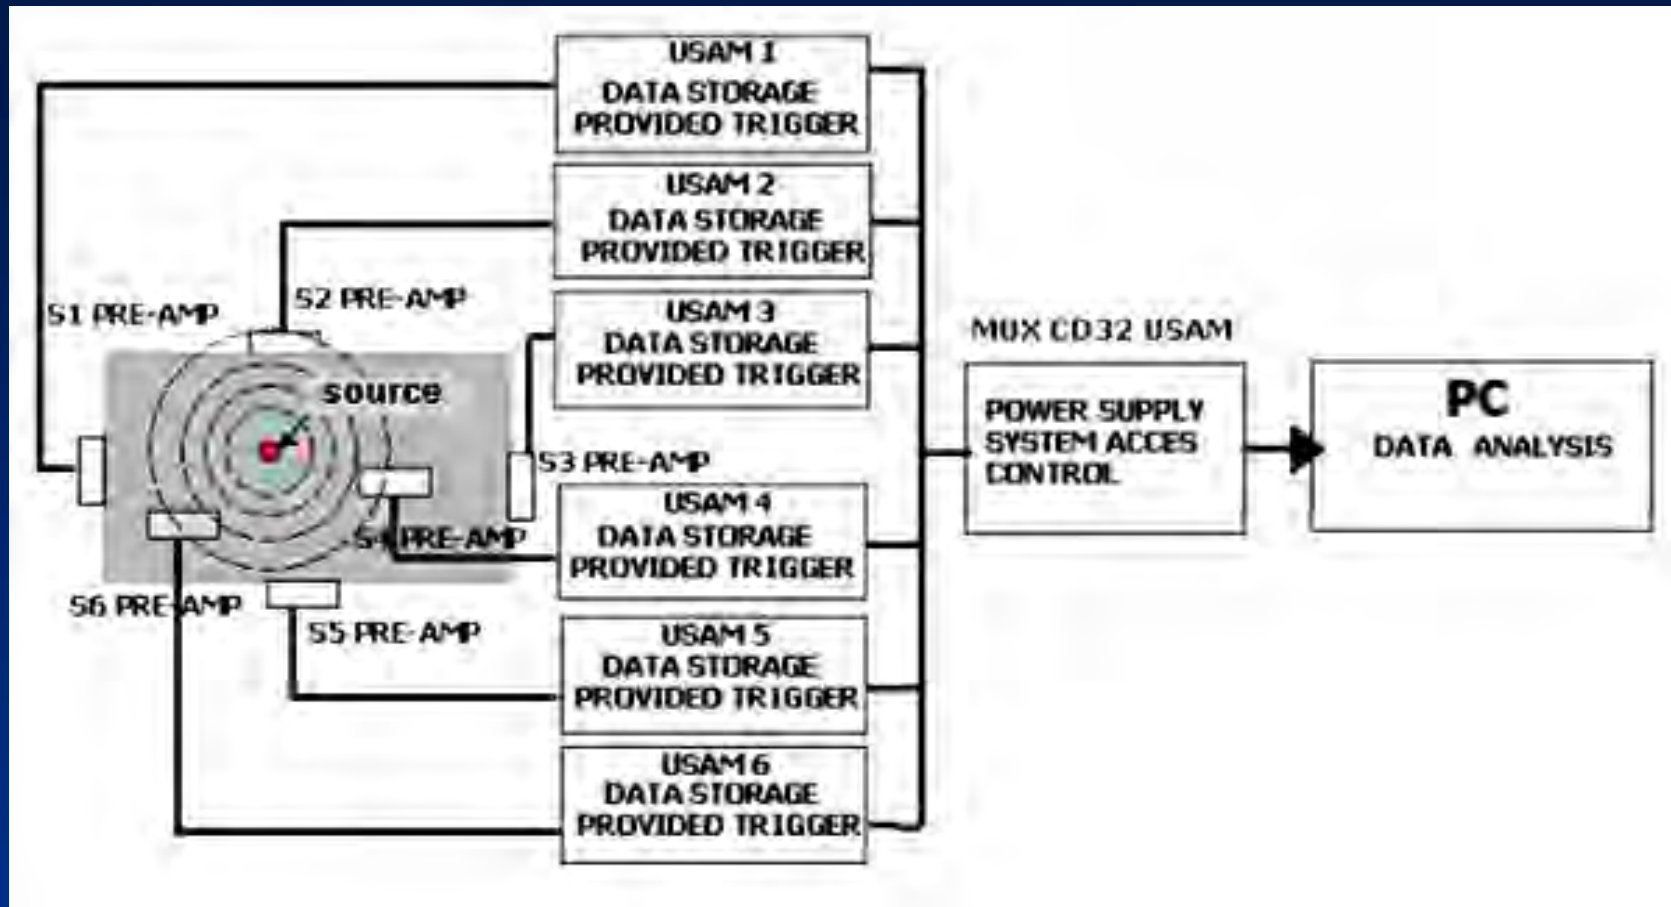 USAM 1
DATA STORAGE
PROVIDED TRIGGER
USAM 2
DATA STORAGE
PROVIDED TRIGGER
S2 PRE-AMP
S1 PRE-AMP
USAM 3
DATA STORAGE
PROVIDED TRIGGER
MUX CD32 USAM
source
POWER SUPPLY
SYSTEM ACCES
CONTROL
PC
DATA ANALYSIS
S3 PRE-AMP
USAM 4
DATA STORAGE
PROVIDED TRIGGER
S4 PRE-AMP
S6 PRE-AMP
S5 PRE-AMP
USAM 5
DATA STORAGE
PROVIDED TRIGGER
USAM 6
DATA STORAGE
PROVIDED TRIGGER